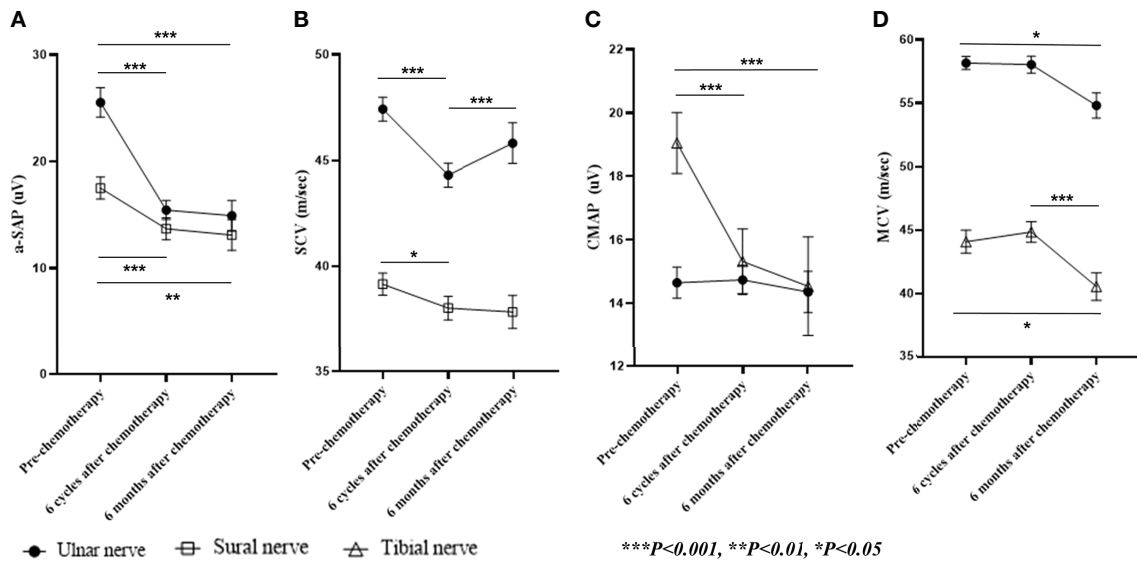 A
a-SAP (uV)
30
20
10
0
***
***
***
**
Pre-chemotherapy
6 cycles after chemotherapy
6 months after chemotherapy
B
SCV (m/sec)
50
45
40
35
***
***
*
Pre-chemotherapy
6 cycles after chemotherapy
6 months after chemotherapy
C
CMAP (uV)
22
20
18
16
14
12
***
***
Pre-chemotherapy
6 cycles after chemotherapy
6 months after chemotherapy
D
MCV (m/sec)
60
55
50
45
40
35
*
***
*
Pre-chemotherapy
6 cycles after chemotherapy
6 months after chemotherapy
Ulnar nerve
Sural nerve
Tibial nerve
***P<0.001, **P<0.01, *P<0.05